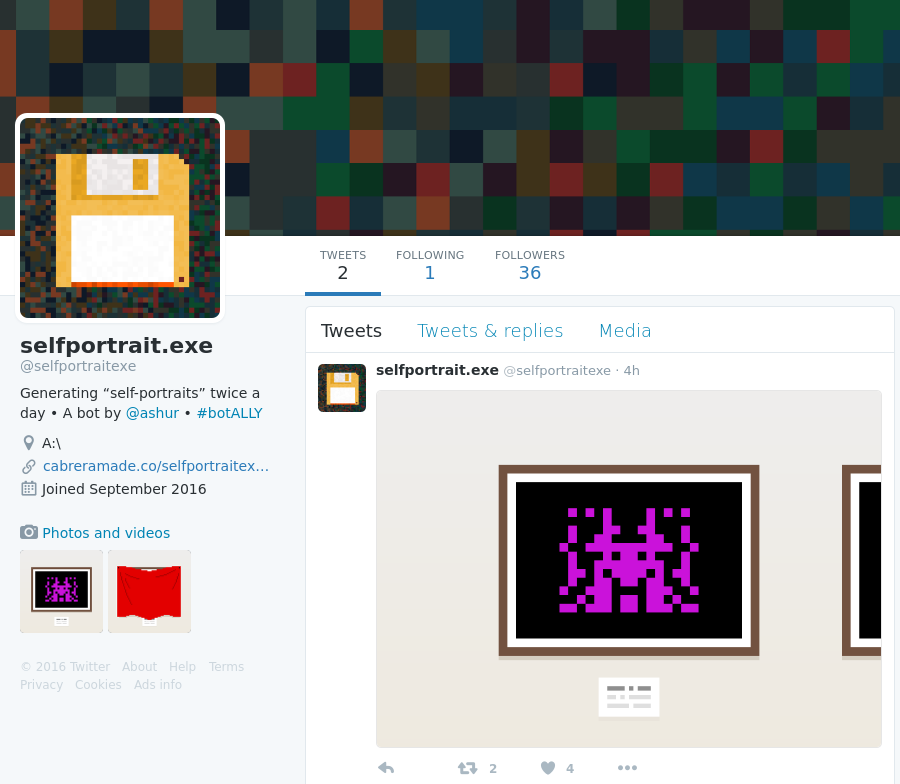 TWEETS FOLLOWING FOLLOWERS
2 1 36
Tweets Tweets & replies Media
selfportrait.exe
@selfportraitexe
Generating “self-portraits” twice a
day • A bot by @ashur • #botALLY
A:\
cabreramade.co/selfportraitex…
Joined September 2016
Photos and videos
© 2016 Twitter About Help Terms
Privacy Cookies Ads info
selfportrait.exe @selfportraitexe · 4h
2 4